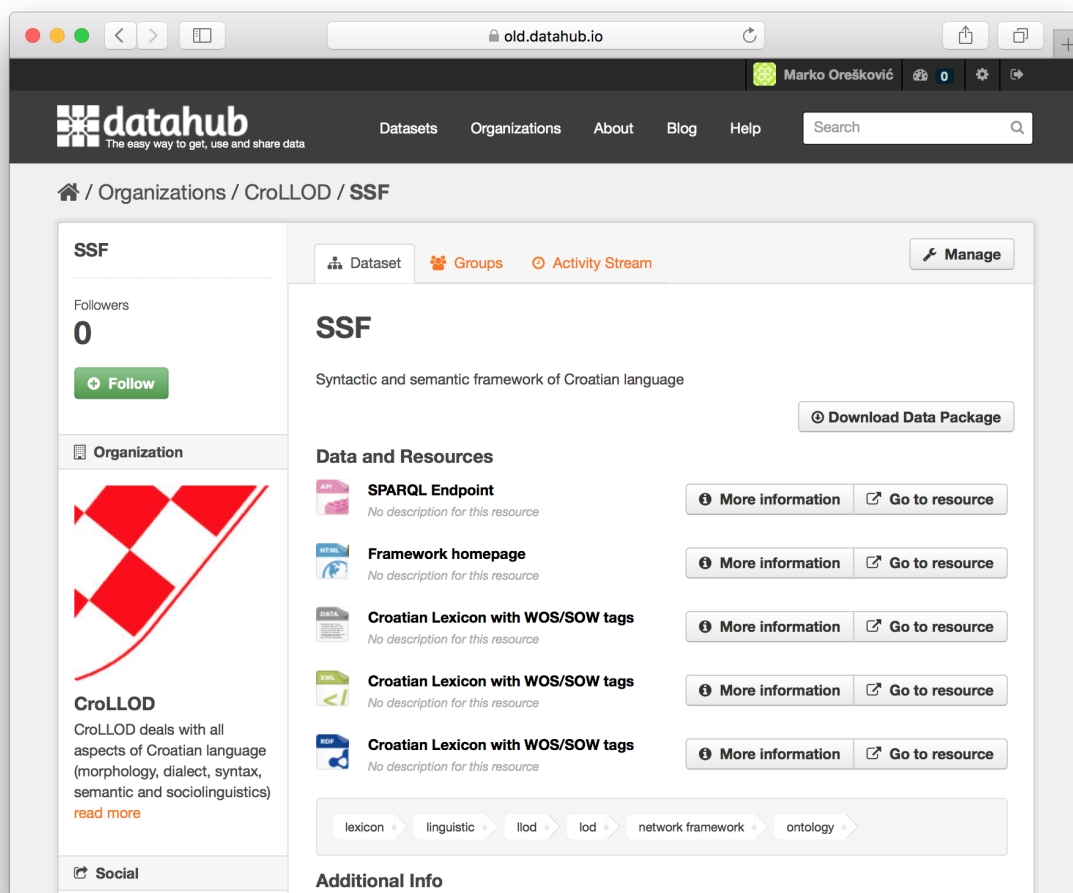 old.datahub.io
Marko Orešković 0
datahub
The easy way to get, use and share data
Datasets Organizations About Blog Help Search
/ Organizations / CroLLOD / SSF
SSF
Followers
0
Follow
Organization
CroLLOD
CroLLOD deals with all
aspects of Croatian language
(morphology, dialect, syntax,
semantic and sociolinguistics)
read more
Social
Dataset Groups Activity Stream Manage
SSF
Syntactic and semantic framework of Croatian language
Download Data Package
Data and Resources
API
SPARQL Endpoint
No description for this resource
More information Go to resource
HTML
Framework homepage
No description for this resource
More information Go to resource
DATA
Croatian Lexicon with WOS/SOW tags
No description for this resource
More information Go to resource
XML
Croatian Lexicon with WOS/SOW tags
No description for this resource
More information Go to resource
RDF
Croatian Lexicon with WOS/SOW tags
No description for this resource
More information Go to resource
lexicon linguistic llod lod network framework ontology
Additional Info